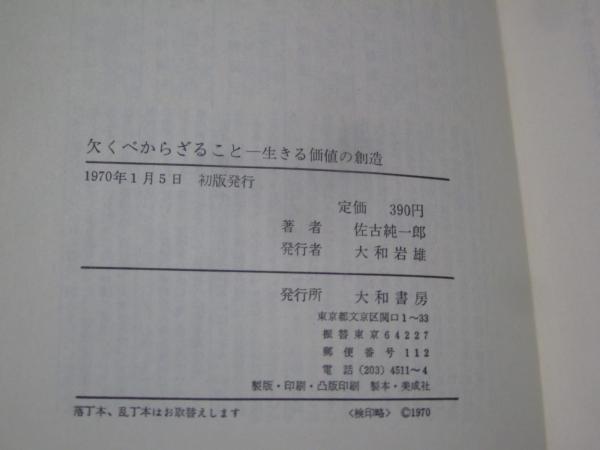 欠くべからざること―生きる価値の創造
1970年1月5日 初版発行
定価 390円
著者 佐古純一郎
発行者 大和岩雄
発行所 大和書房
東京都文京区関口1〜33
振替東京64227
郵便番号112
電話 (203) 4511〜4
製版・印刷・凸版印刷 製本・美成社
落丁本、乱丁本はお取替えします
〈検印略〉 ©1970